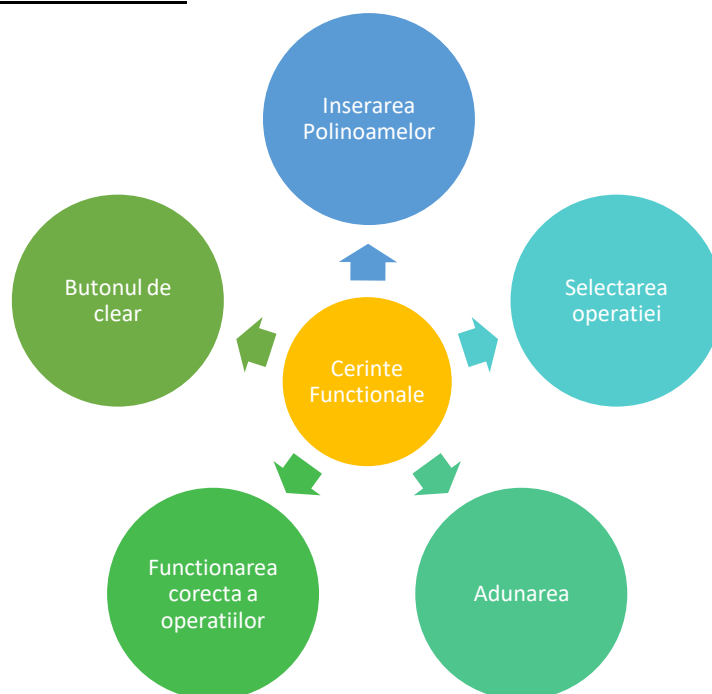 Inserarea
Polinoamelor
Selectarea
operatiei
Adunarea
Functionarea
corecta a
operatiilor
Butonul de
clear
Cerinte
Functionale